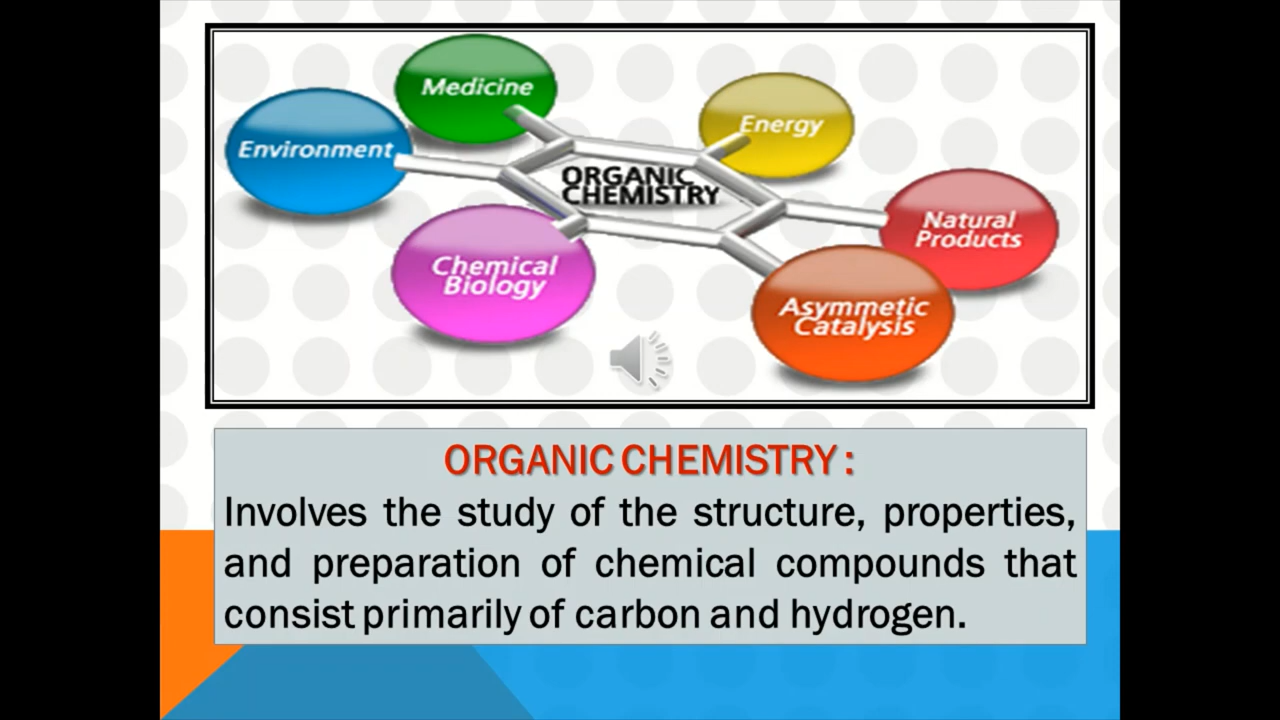 Medicine
Energy
Environment
ORGANIC
CHEMISTRY
Natural
Products
Chemical
Biology
Asymmetic
Catalysis
ORGANIC CHEMISTRY :
Involves the study of the structure, properties,
and preparation of chemical compounds that
consist primarily of carbon and hydrogen.